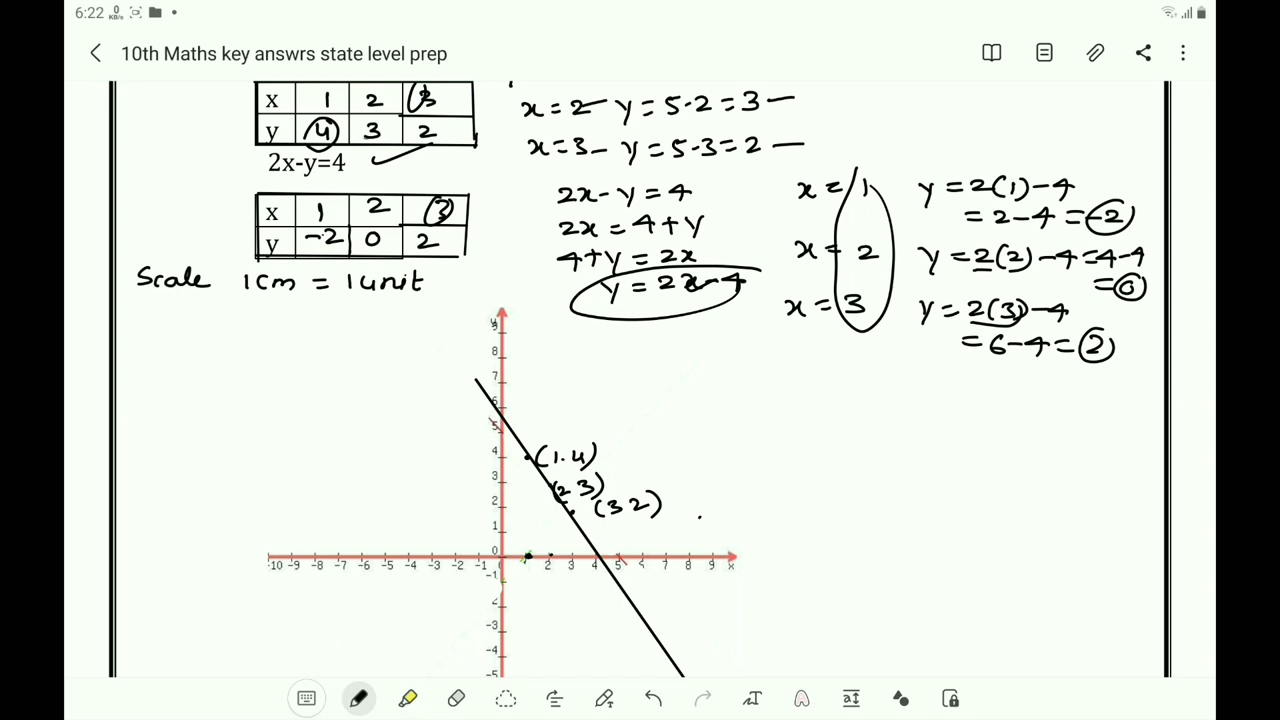 6:22 0 KB/s
10th Maths key answrs state level prep
x 1 2 3
y 4 3 2
x = 2 - y = 5-2 = 3 -
x = 3 - y = 5-3 = 2 -
2x-y=4
x 1 2 3
y -2 0 2
2x - y = 4
2x = 4+y
4+y = 2x
y = 2x-4
x = 1
x = 2
x = 3
y = 2(1)-4
= 2-4 = -2
y = 2(2)-4 = 4-4
= 0
y = 2(3)-4
= 6-4 = 2
Scale 1cm = 1unit
y
9
8
7
6
5
4
3
2
1
0
(1.4)
(2 3)
(3 2)
-10 -9 -8 -7 -6 -5 -4 -3 -2 -1 0 2 3 4 5 6 7 8 9 x
-1
-3
-4
-5